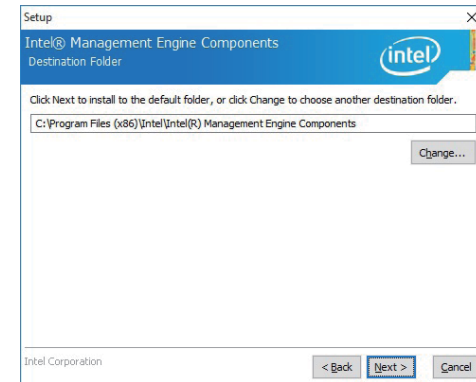 Setup
Intel® Management Engine Components
Destination Folder
intel
Click Next to install to the default folder, or click Change to choose another destination folder.
C:\Program Files (x86)\Intel\Intel(R) Management Engine Components
Change...
Intel Corporation
< Back
Next >
Cancel